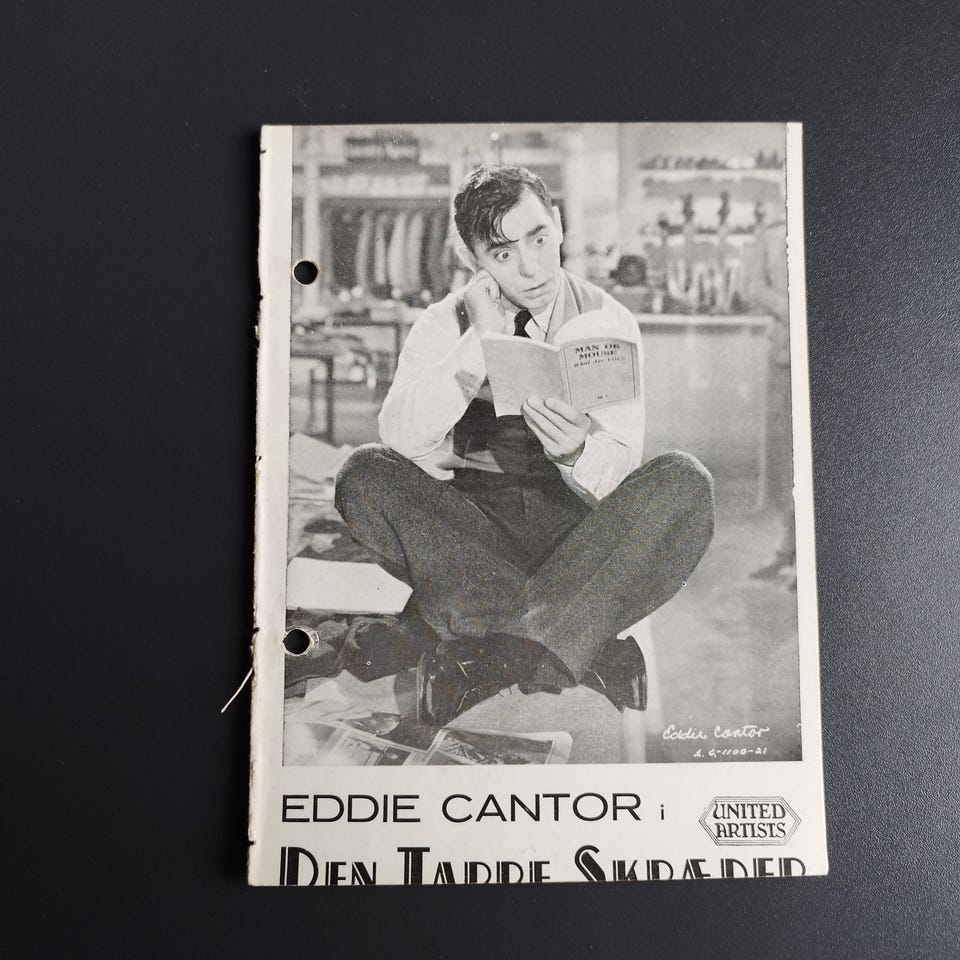 MAN OR
MOUSE
What Are YOU?
Eddie Cantor
S. G-1100-21
EDDIE CANTOR i
UNITED
ARTISTS
DEN TAPRE SKRÆDER